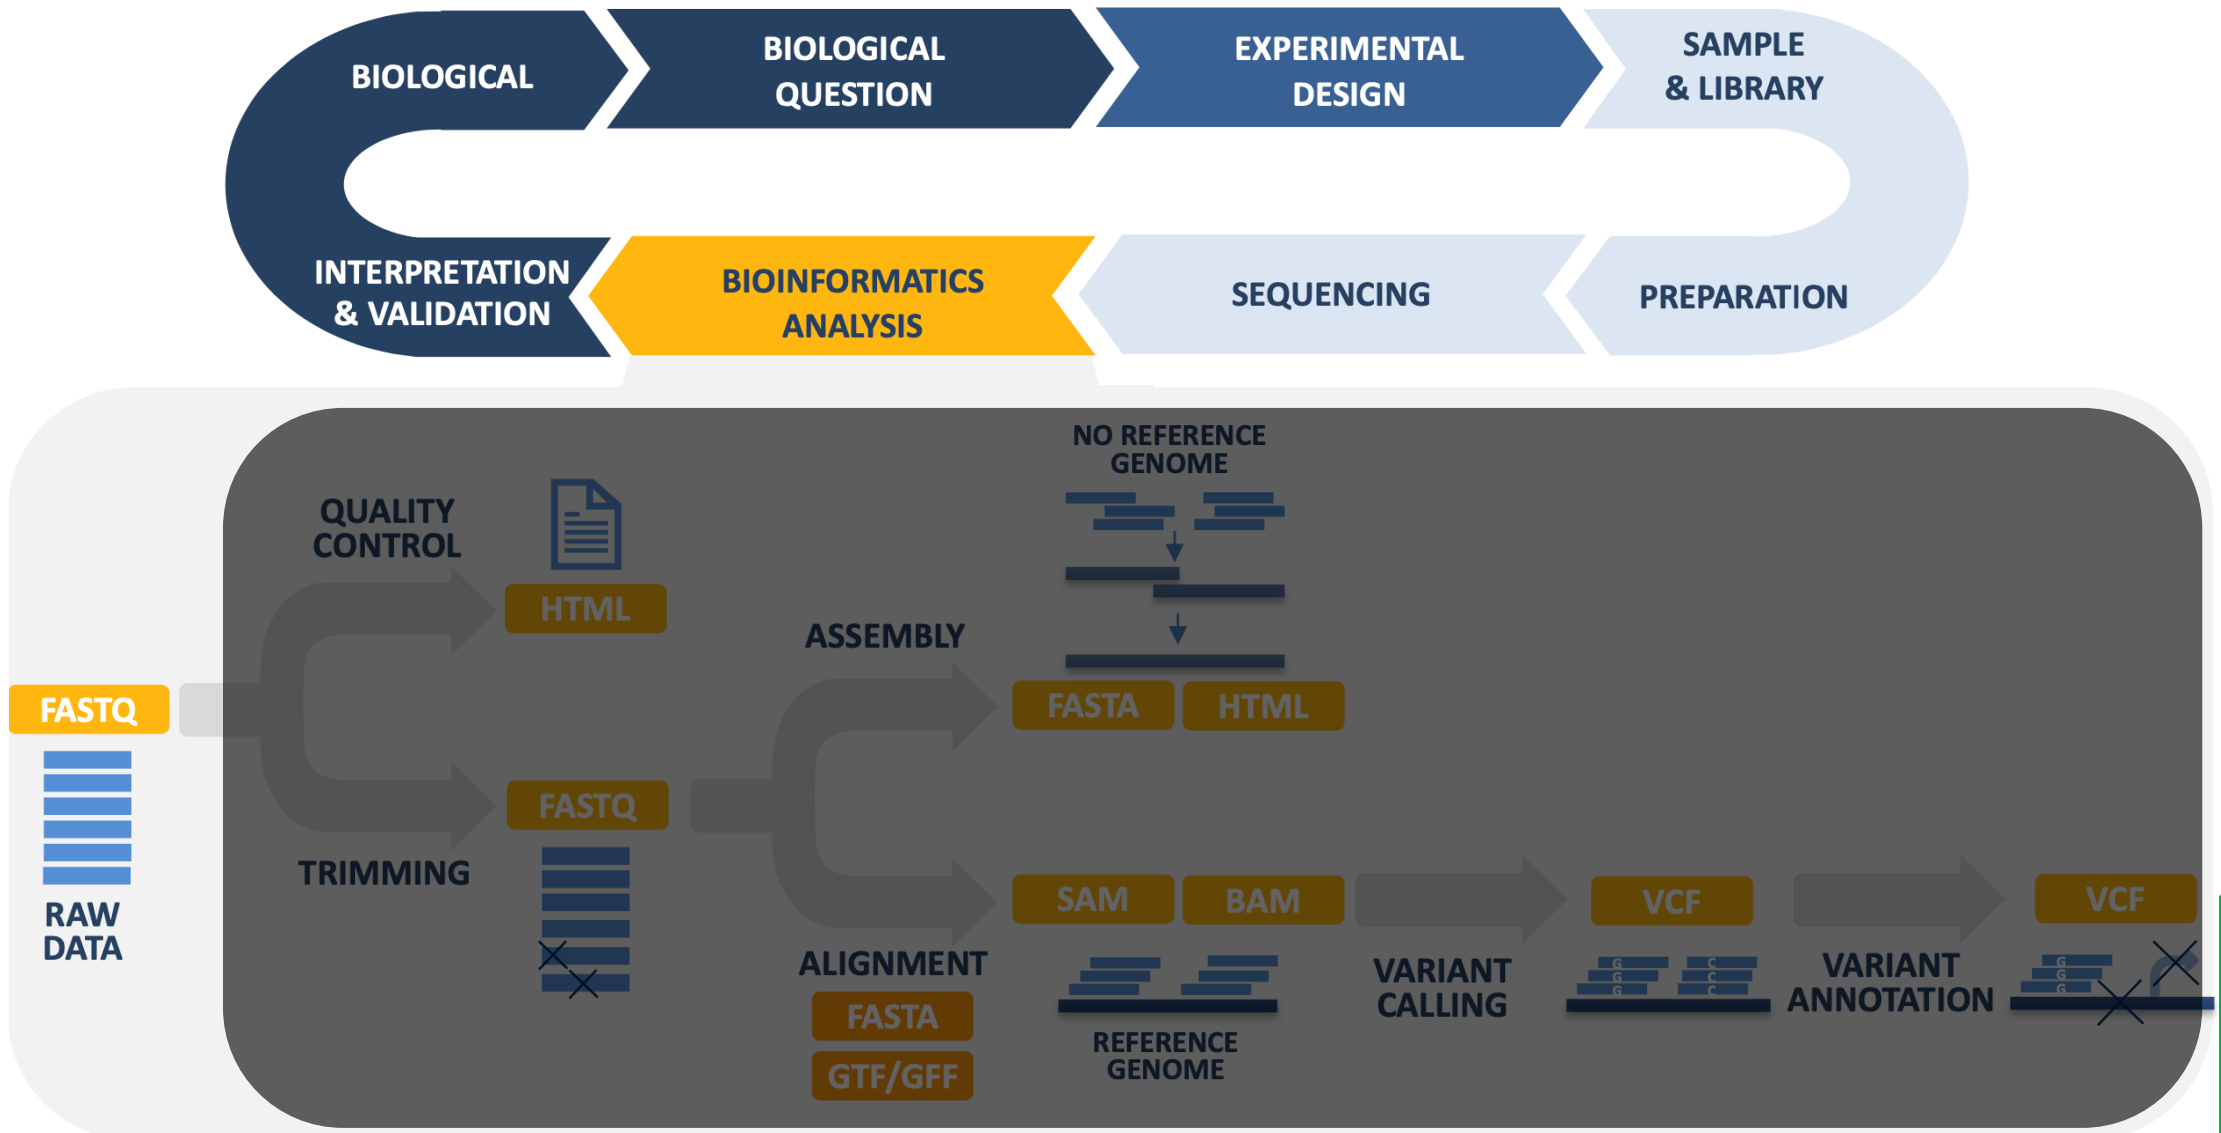 BIOLOGICAL
BIOLOGICAL
QUESTION
EXPERIMENTAL
DESIGN
SAMPLE
& LIBRARY
PREPARATION
SEQUENCING
BIOINFORMATICS
ANALYSIS
INTERPRETATION
& VALIDATION
FASTQ
RAW
DATA
QUALITY
CONTROL
HTML
TRIMMING
FASTQ
ASSEMBLY
NO REFERENCE
GENOME
FASTA
HTML
ALIGNMENT
FASTA
GTF/GFF
SAM
BAM
REFERENCE
GENOME
VARIANT
CALLING
VCF
G
G
G
C
C
C
VARIANT
ANNOTATION
VCF
G
G
G